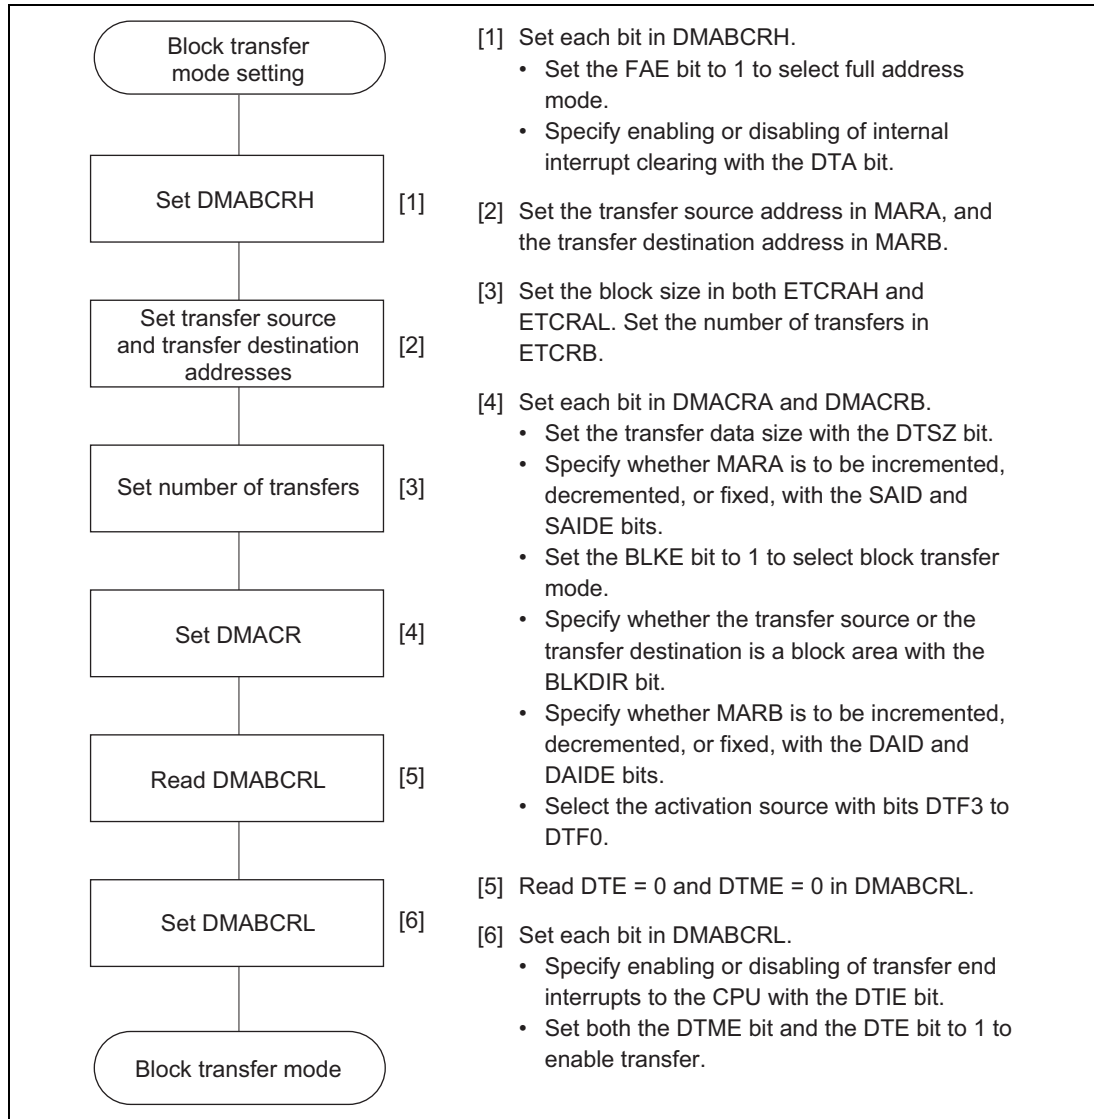 Block transfer
mode setting
Set DMABCRH
[1]
Set transfer source
and transfer destination
addresses
[2]
Set number of transfers
[3]
Set DMACR
[4]
Read DMABCRL
[5]
Set DMABCRL
[6]
Block transfer mode
[1] Set each bit in DMABCRH.
• Set the FAE bit to 1 to select full address
mode.
• Specify enabling or disabling of internal
interrupt clearing with the DTA bit.
[2] Set the transfer source address in MARA, and
the transfer destination address in MARB.
[3] Set the block size in both ETCRAH and
ETCRAL. Set the number of transfers in
ETCRB.
[4] Set each bit in DMACRA and DMACRB.
• Set the transfer data size with the DTSZ bit.
• Specify whether MARA is to be incremented,
decremented, or fixed, with the SAID and
SAIDE bits.
• Set the BLKE bit to 1 to select block transfer
mode.
• Specify whether the transfer source or the
transfer destination is a block area with the
BLKDIR bit.
• Specify whether MARB is to be incremented,
decremented, or fixed, with the DAID and
DAIDE bits.
• Select the activation source with bits DTF3 to
DTF0.
[5] Read DTE = 0 and DTME = 0 in DMABCRL.
[6] Set each bit in DMABCRL.
• Specify enabling or disabling of transfer end
interrupts to the CPU with the DTIE bit.
• Set both the DTME bit and the DTE bit to 1 to
enable transfer.